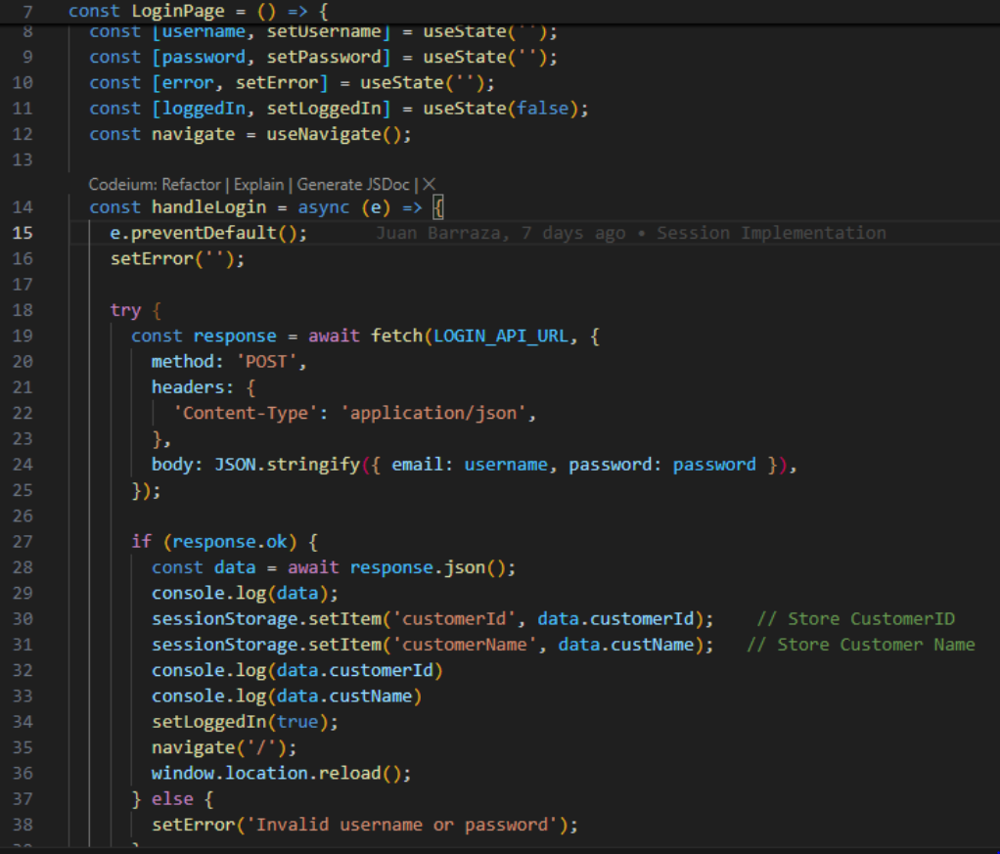 7 const LoginPage = () => {
8 const [username, setUsername] = useState('');
9 const [password, setPassword] = useState('');
10 const [error, setError] = useState('');
11 const [loggedIn, setLoggedIn] = useState(false);
12 const navigate = useNavigate();
13
Codeium: Refactor | Explain | Generate JSDoc | X
14 const handleLogin = async (e) => {
15 e.preventDefault(); Juan Barraza, 7 days ago • Session Implementation
16 setError('');
17
18 try {
19 const response = await fetch(LOGIN_API_URL, {
20 method: 'POST',
21 headers: {
22 'Content-Type': 'application/json',
23 },
24 body: JSON.stringify({ email: username, password: password }),
25 });
26
27 if (response.ok) {
28 const data = await response.json();
29 console.log(data);
30 sessionStorage.setItem('customerId', data.customerId); // Store CustomerID
31 sessionStorage.setItem('customerName', data.custName); // Store Customer Name
32 console.log(data.customerId)
33 console.log(data.custName)
34 setLoggedIn(true);
35 navigate('/');
36 window.location.reload();
37 } else {
38 setError('Invalid username or password');